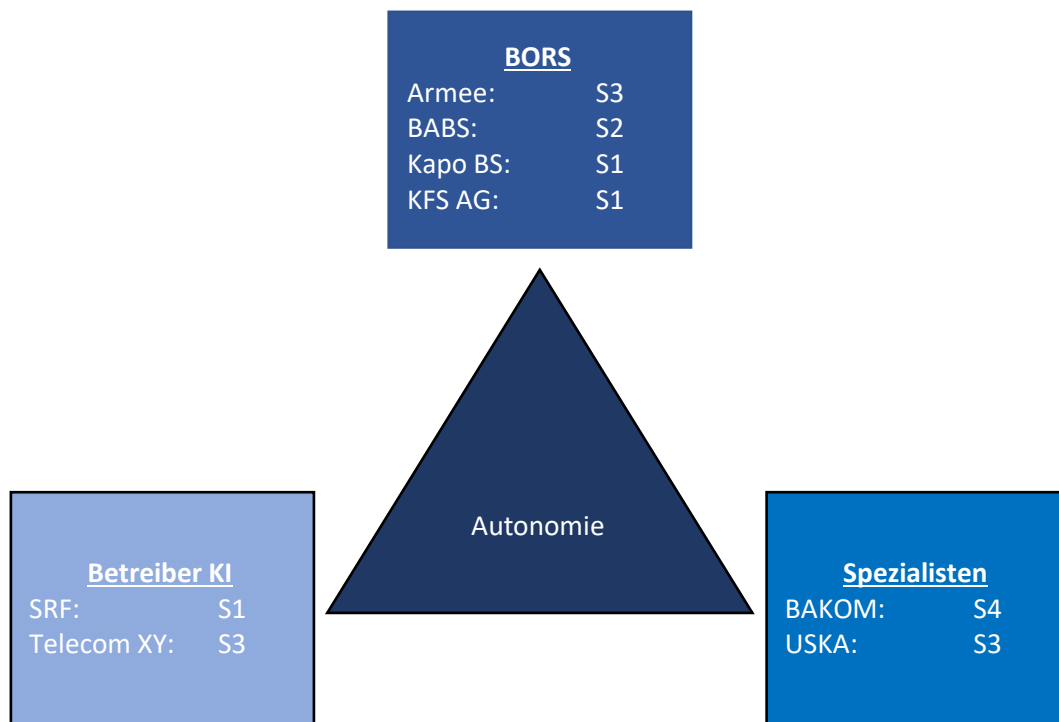 BORS
Armee: S3
BABS: S2
Kapo BS: S1
KFS AG: S1
Autonomie
Betreiber KI
SRF: S1
Telecom XY: S3
Spezialisten
BAKOM: S4
USKA: S3